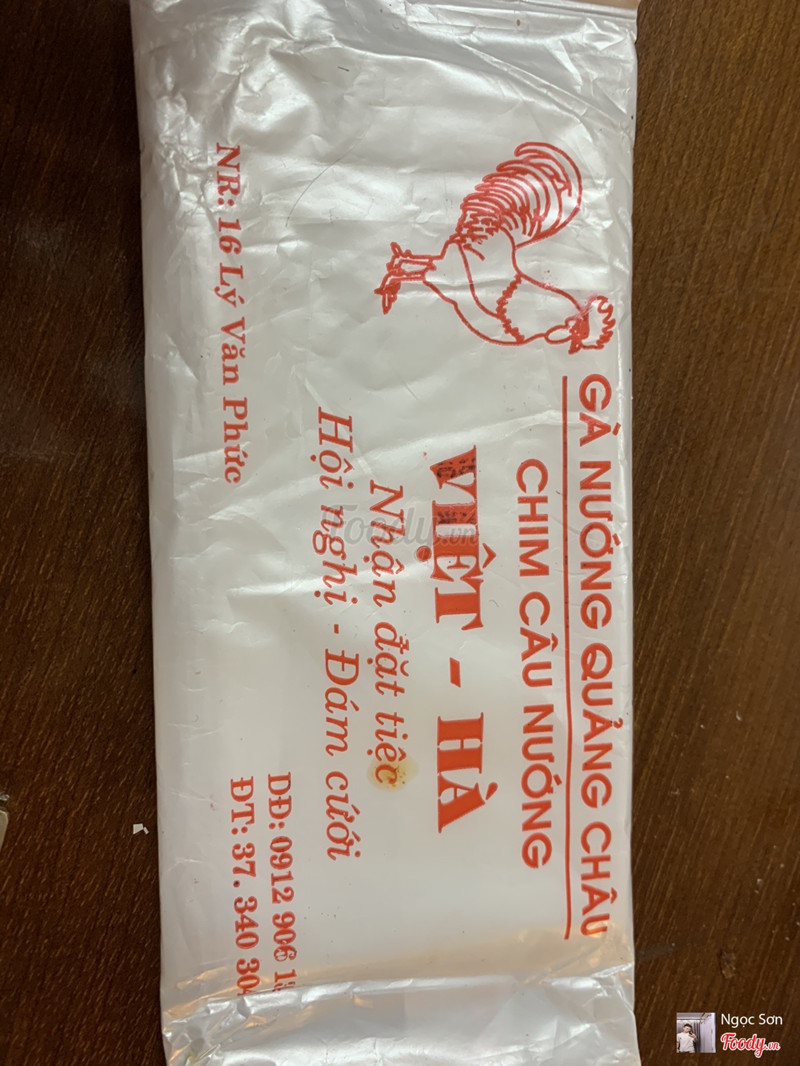 GÀ NƯỚNG QUẢNG CHÂU
CHIM CÂU NƯỚNG
VIỆT - HÀ
Nhận đặt tiệc
Hội nghị - Đám cưới
NR: 16 Lý Văn Phức
DĐ: 0912 906
ĐT: 37. 340 304
Foody.vn
Ngọc Sơn
Foody.vn